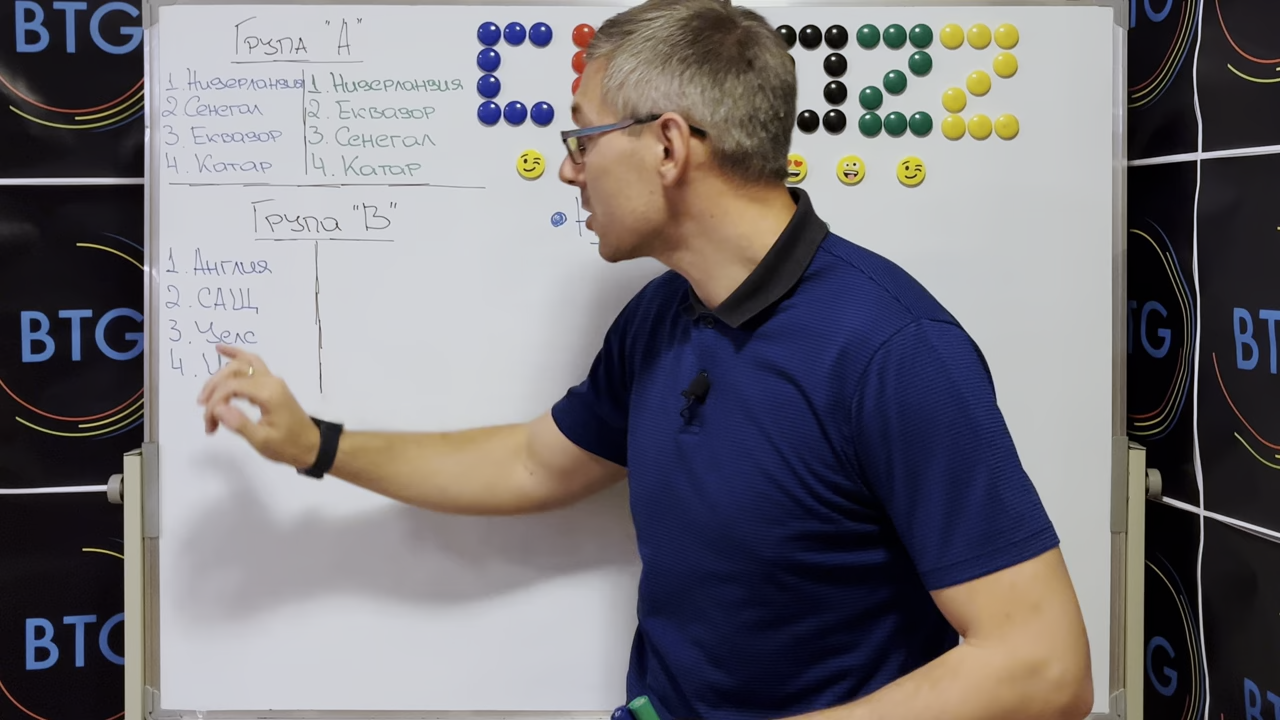 Група "А"
1. Нидерландия
2. Сенегал
3. Еквадор
4. Катар
1. Нидерландия
2. Еквадор
3. Сенегал
4. Катар
Група "B"
1. Англия
2. САЩ
3. Уелс
4.
BTG
BTG
BTG
BTG